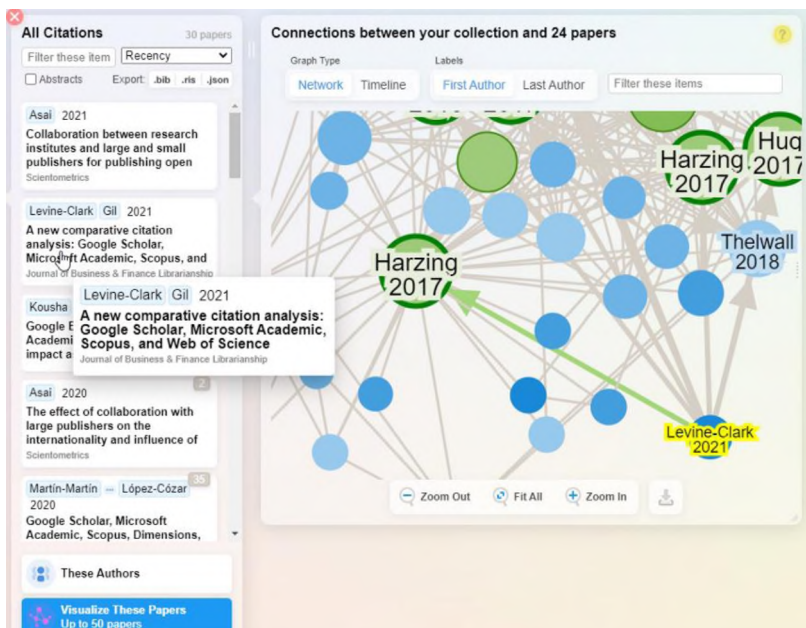 All Citations
30 papers
Filter these item
Recency
Abstracts
Export:
.bib
.ris
.json
Asai 2021
Collaboration between research
institutes and large and small
publishers for publishing open
Scientometrics
Levine-Clark Gil 2021
A new comparative citation
analysis: Google Scholar,
Microsoft Academic, Scopus, and
Journal of Business & Finance Librarianship
Levine-Clark Gil 2021
A new comparative citation analysis:
Google Scholar, Microsoft Academic,
Scopus, and Web of Science
Journal of Business & Finance Librarianship
Kousha
Google
Academi
impact a
2
Asai 2020
The effect of collaboration with
large publishers on the
internationality and influence of
Scientometrics
35
Martín-Martín – López-Cózar
2020
Google Scholar, Microsoft
Academic, Scopus, Dimensions,
These Authors
Visualize These Papers
Up to 50 papers
Connections between your collection and 24 papers
?
Graph Type
Network
Timeline
Labels
First Author
Last Author
Filter these items
Harzing
2017
Hug
2017
Thelwall
2018
Harzing
2017
Levine-Clark
2021
Zoom Out
Fit All
Zoom In